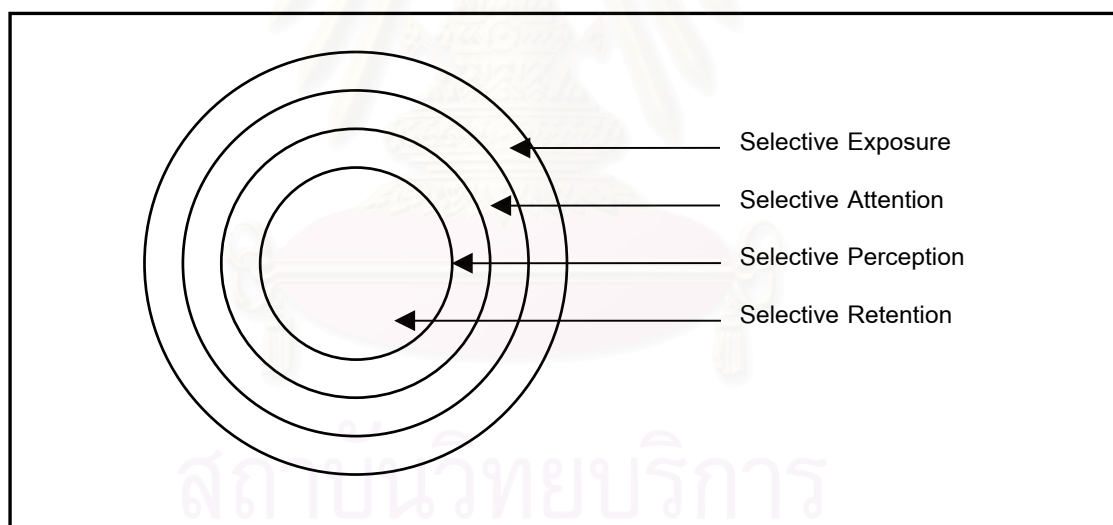 Selective Exposure
Selective Attention
Selective Perception
Selective Retention
สถาบันวิทยบริการ